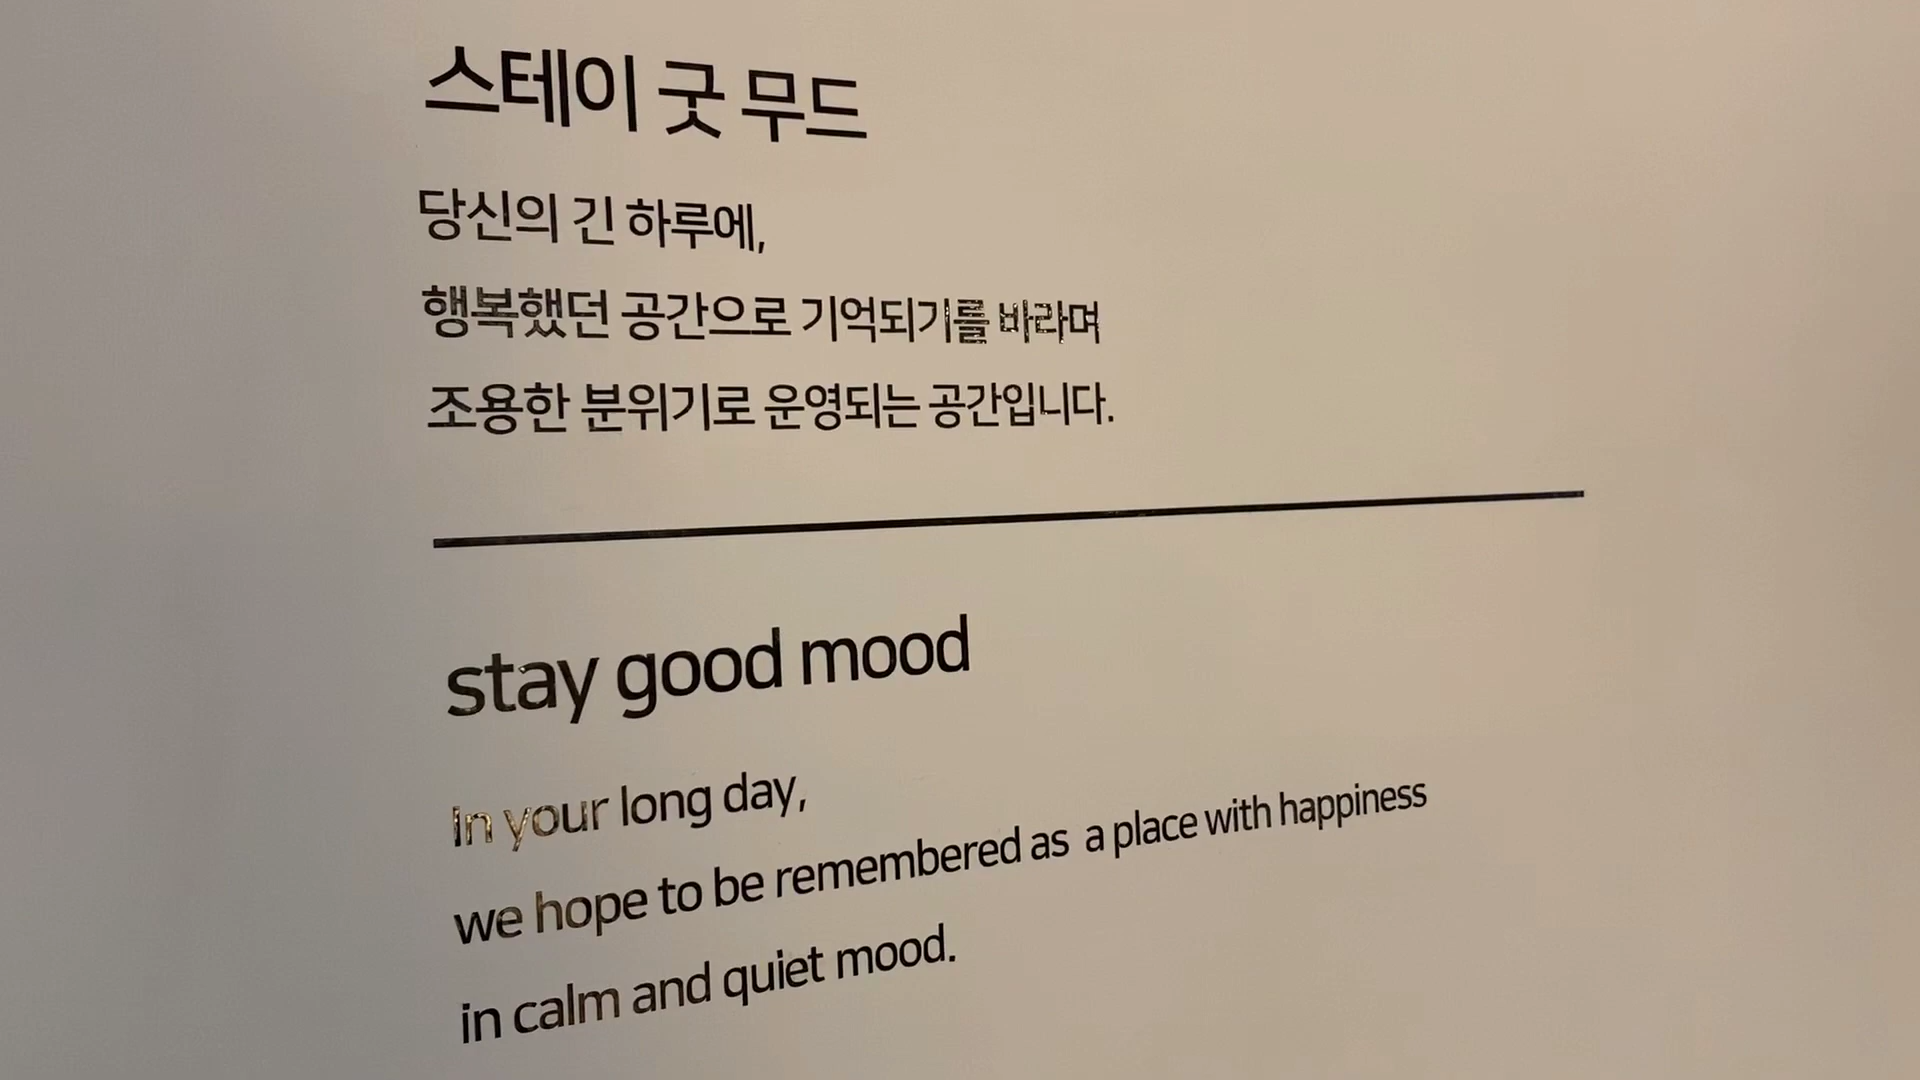 스테이 굿 무드
당신의 긴 하루에,
행복했던 공간으로 기억되기를 바라며
조용한 분위기로 운영되는 공간입니다.
stay good mood
In your long day,
we hope to be remembered as a place with happiness
in calm and quiet mood.